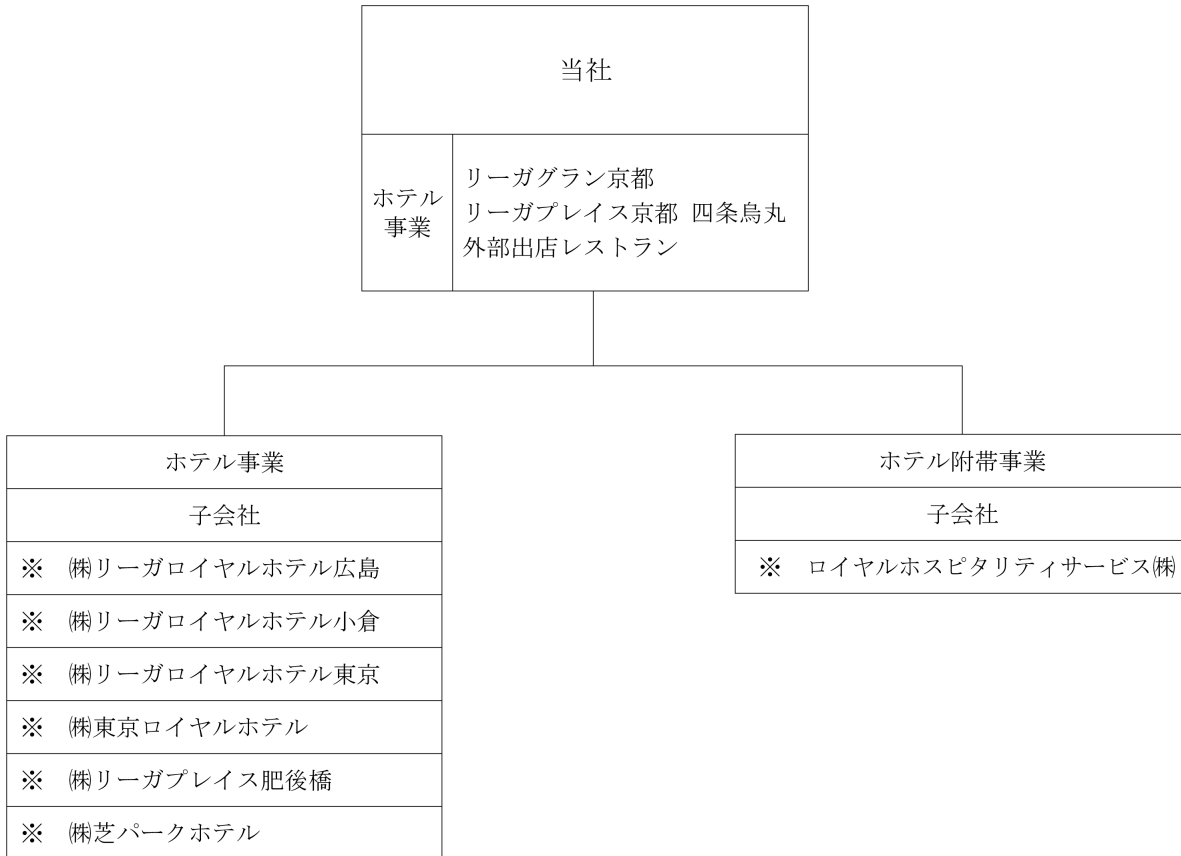 当社
ホテル
事業
リーガグラン京都
リーガプレイス京都 四条烏丸
外部出店レストラン
ホテル事業
子会社
※ ㈱リーガロイヤルホテル広島
※ ㈱リーガロイヤルホテル小倉
※ ㈱リーガロイヤルホテル東京
※ ㈱東京ロイヤルホテル
※ ㈱リーガプレイス肥後橋
※ ㈱芝パークホテル
ホテル附帯事業
子会社
※ ロイヤルホスピタリティサービス㈱